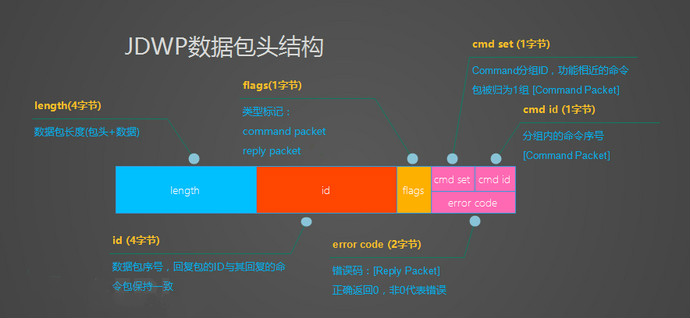 JDWP数据包头结构
cmd set (1字节)
Command分组ID，功能相近的命令
包被归为1组 [Command Packet]
flags(1字节)
类型标记：
command packet
reply packet
length(4字节)
数据包长度(包头+数据)
cmd id (1字节)
分组内的命令序号
[Command Packet]
length
id
flags
cmd set
cmd id
error code
id (4字节)
数据包序号，回复包的ID与其回复的命
令包保持一致
error code (2字节)
错误码：[Reply Packet]
正确返回0，非0代表错误